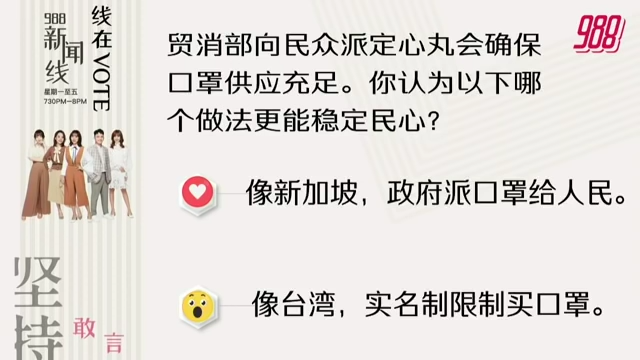 988
新闻线
星期一至五
730PM-8PM
线在VOTE
988
贸消部向民众派定心丸会确保
口罩供应充足。你认为以下哪
个做法更能稳定民心？
像新加坡，政府派口罩给人民。
像台湾，实名制限制买口罩。
坚持
敢言